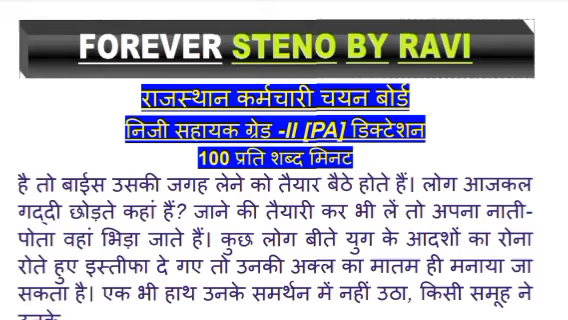 FOREVER STENO BY RAVI
राजस्थान कर्मचारी चयन बोर्ड
निजी सहायक ग्रेड -II [PA] डिक्टेशन
100 प्रति शब्द मिनट
है तो बाईस उसकी जगह लेने को तैयार बैठे होते हैं। लोग आजकल
गद्दी छोड़ते कहां हैं? जाने की तैयारी कर भी लें तो अपना नाती-
पोता वहां भिड़ा जाते हैं। कुछ लोग बीते युग के आदर्शों का रोना
रोते हुए इस्तीफा दे गए तो उनकी अक्ल का मातम ही मनाया जा
सकता है। एक भी हाथ उनके समर्थन में नहीं उठा, किसी समूह ने